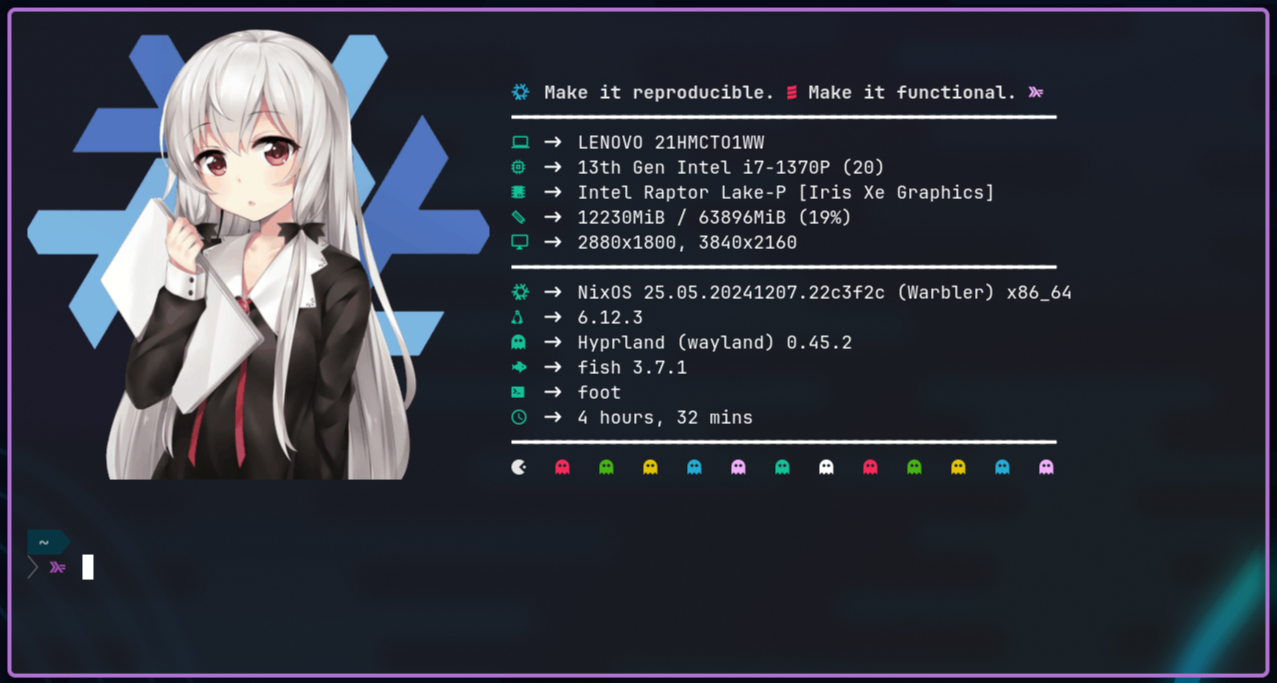 Make it reproducible. Make it functional.
→ LENOVO 21HMCTO1WW
→ 13th Gen Intel i7-1370P (20)
→ Intel Raptor Lake-P [Iris Xe Graphics]
→ 12230MiB / 63896MiB (19%)
→ 2880x1800, 3840x2160
→ NixOS 25.05.20241207.22c3f2c (Warbler) x86_64
→ 6.12.3
→ Hyprland (wayland) 0.45.2
→ fish 3.7.1
→ foot
→ 4 hours, 32 mins
~